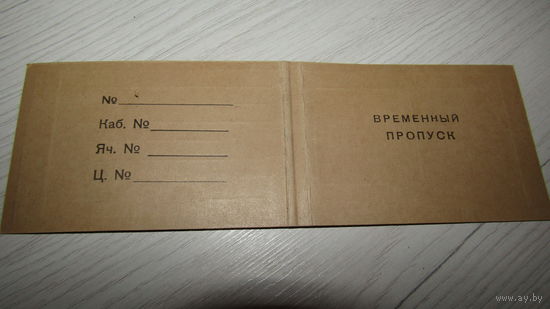 №
Каб. №
Яч. №
Ц. №
ВРЕМЕННЫЙ
ПРОПУСК
www.ay.by